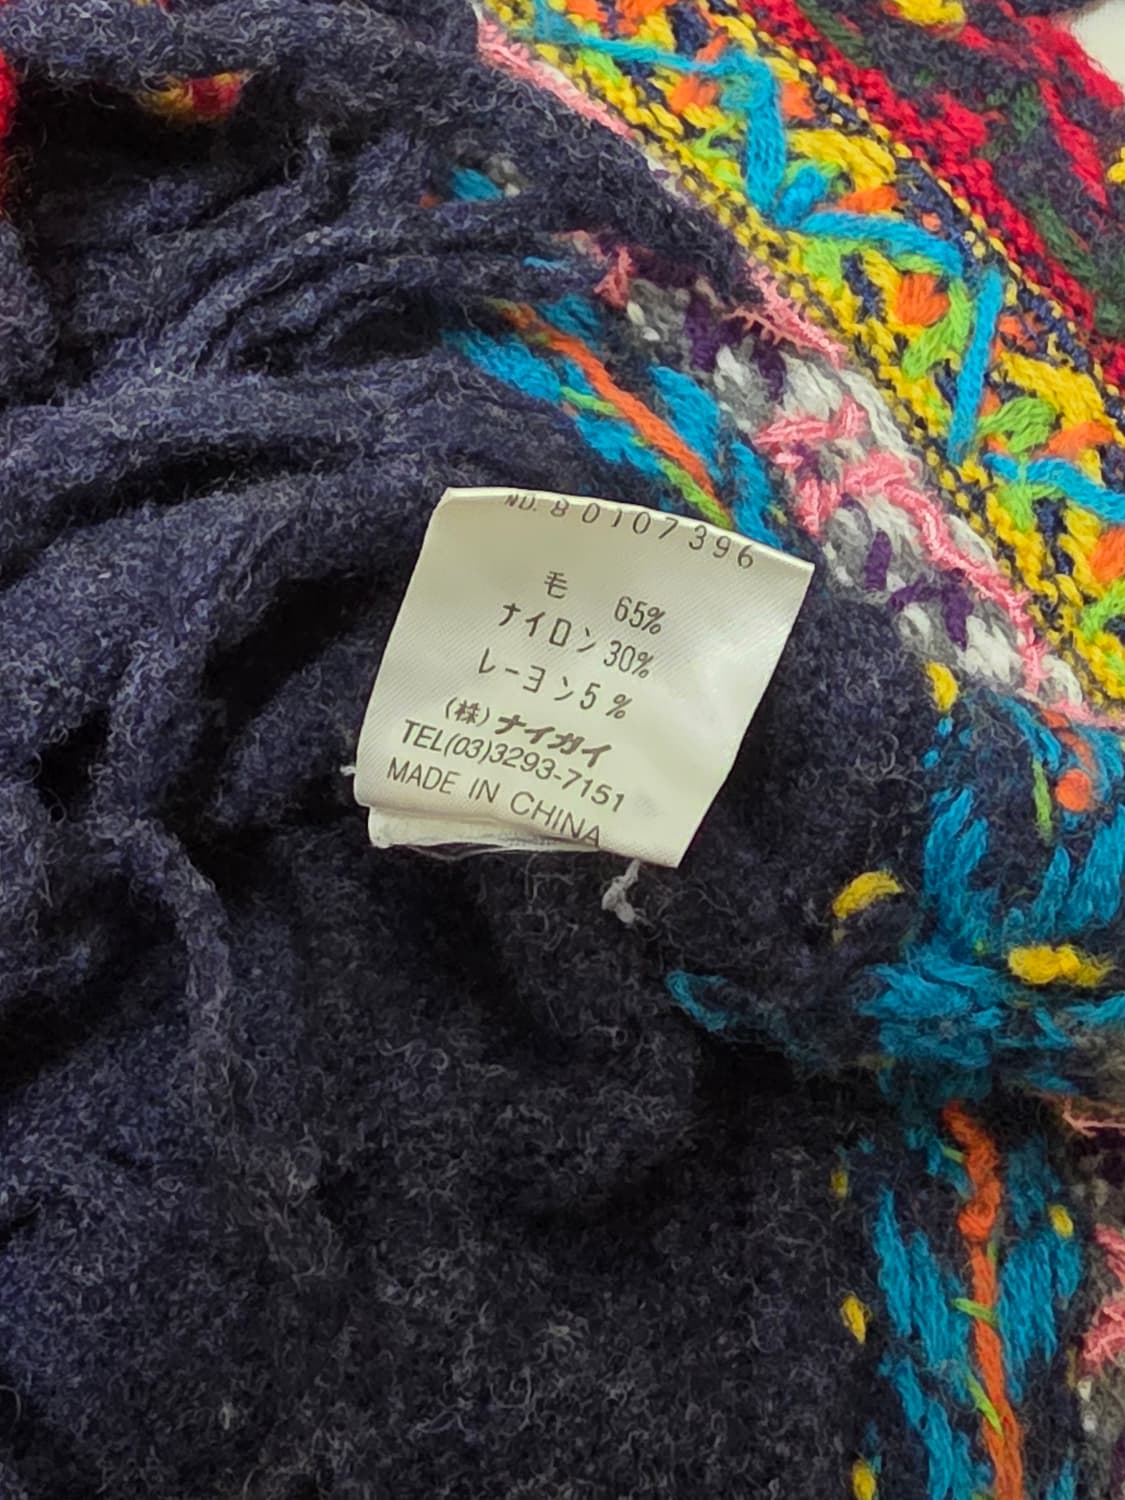 NO. 80107396
毛 65%
ナイロン 30%
レーヨン 5%
(株)ナイガイ
TEL(03)3293-7151
MADE IN CHINA